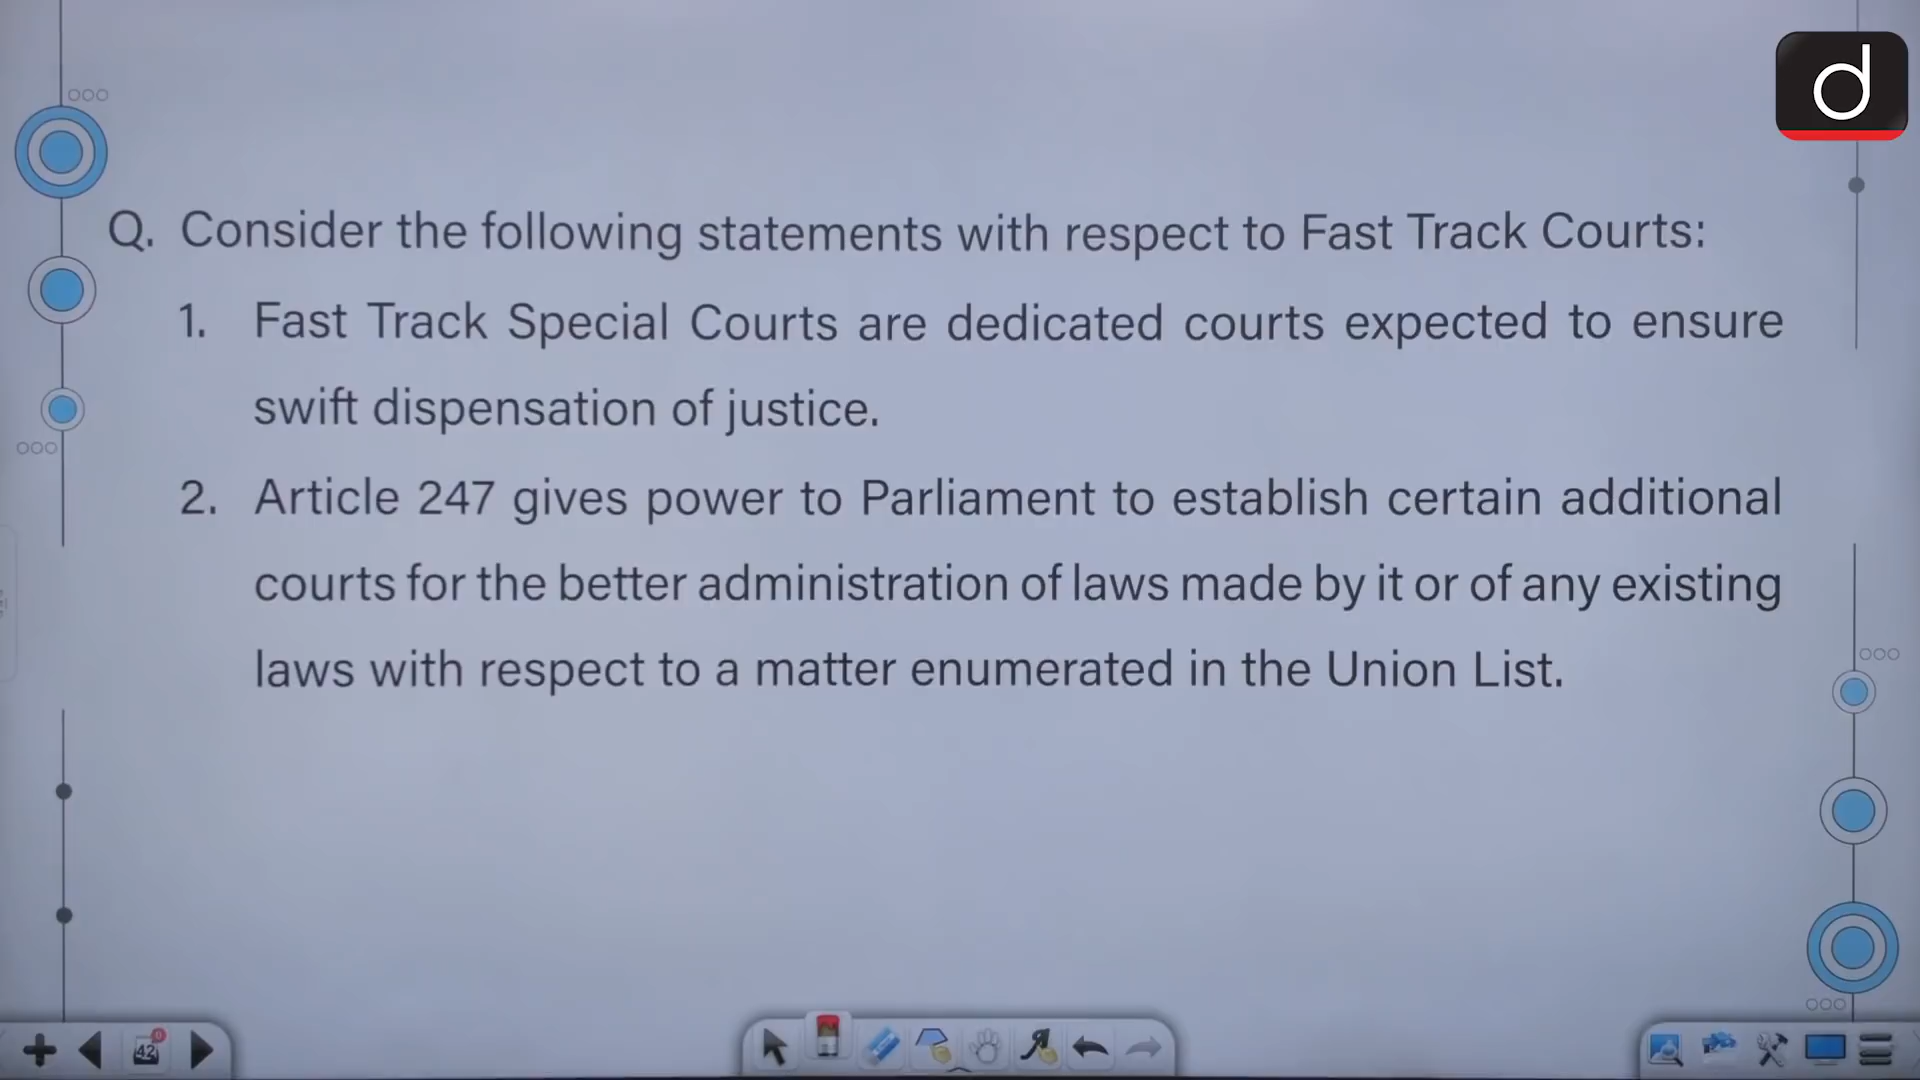 d
Q. Consider the following statements with respect to Fast Track Courts:
1. Fast Track Special Courts are dedicated courts expected to ensure
swift dispensation of justice.
2. Article 247 gives power to Parliament to establish certain additional
courts for the better administration of laws made by it or of any existing
laws with respect to a matter enumerated in the Union List.
42